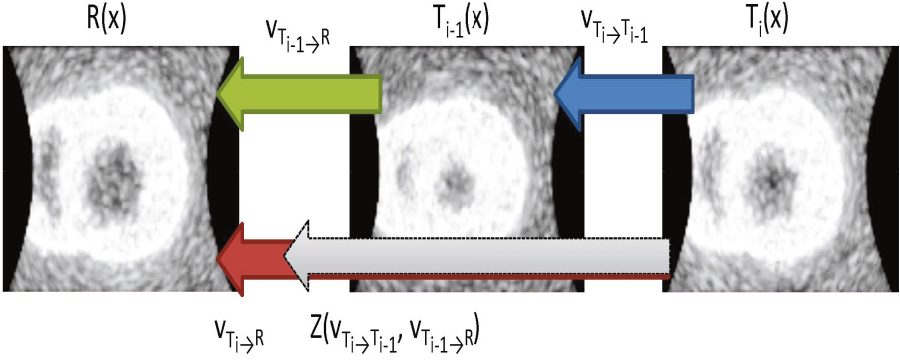 R(x) v_{T_{i-1}→R} T_{i-1}(x) v_{T_i→T_{i-1}} T_i(x)
v_{T_i→R} Z(v_{T_i→T_{i-1}}, v_{T_{i-1}→R})